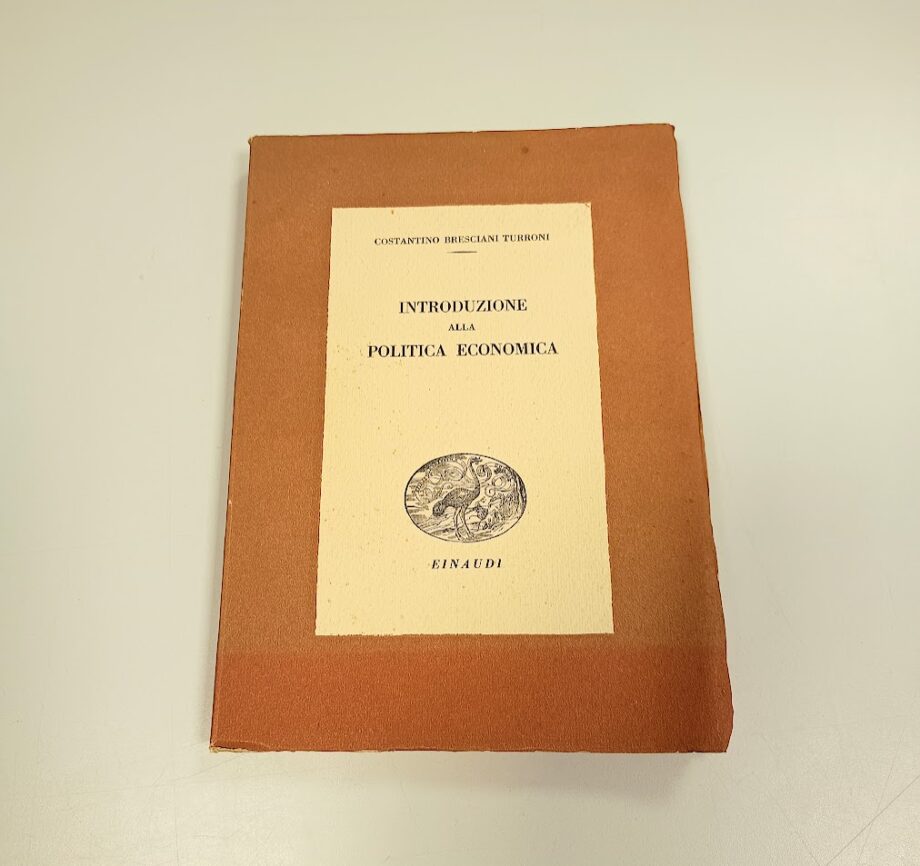 COSTANTINO BRESCIANI TURRONI
INTRODUZIONE
ALLA
POLITICA ECONOMICA
EINAUDI